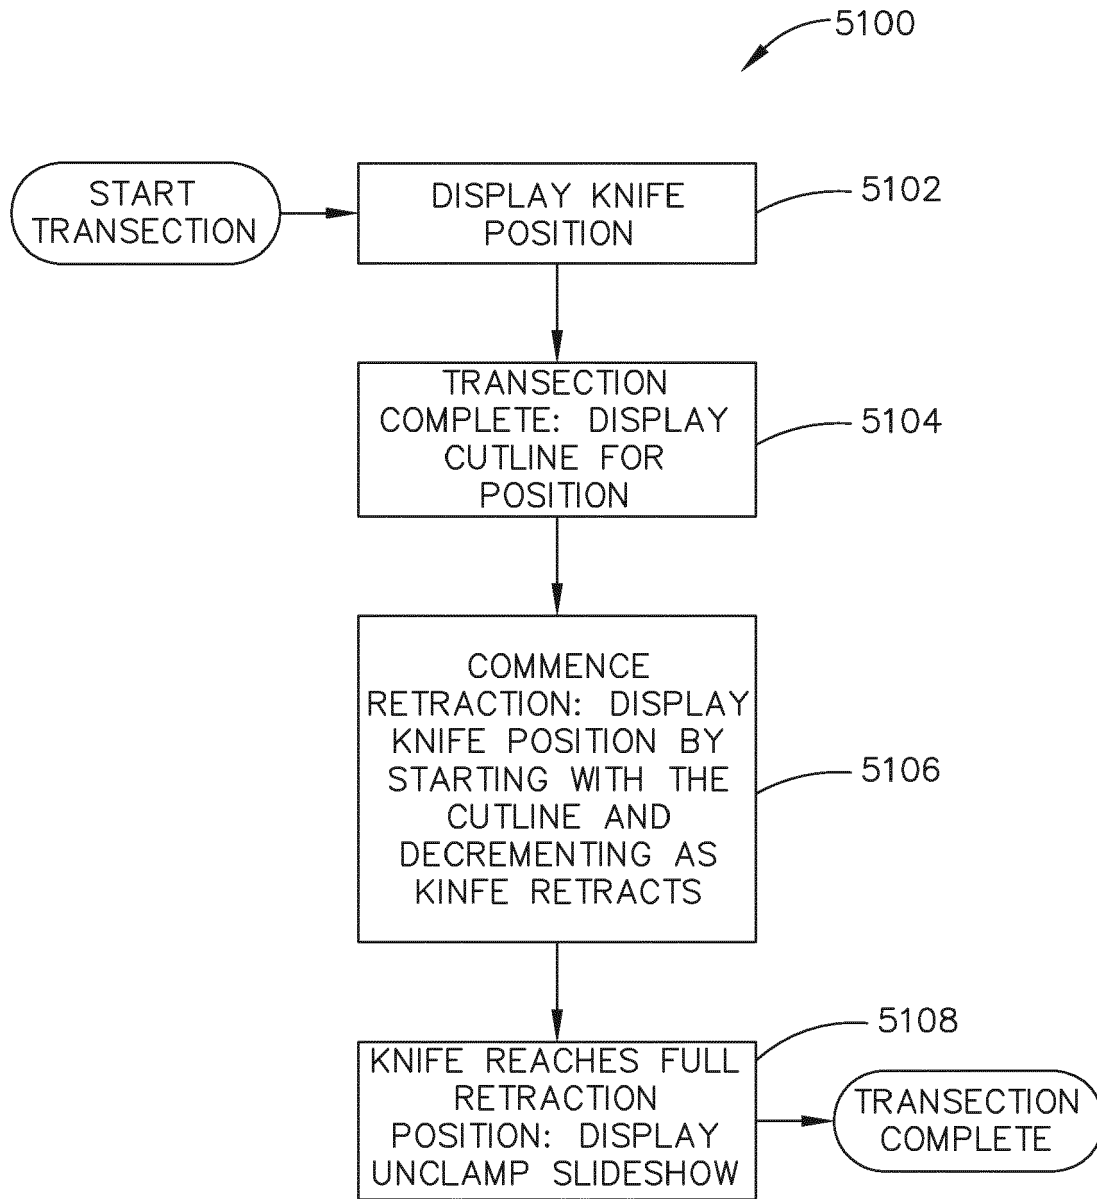 5100
START
TRANSECTION
DISPLAY KNIFE
POSITION
5102
TRANSECTION
COMPLETE: DISPLAY
CUTLINE FOR
POSITION
5104
COMMENCE
RETRACTION: DISPLAY
KNIFE POSITION BY
STARTING WITH THE
CUTLINE AND
DECREMENTING AS
KINFE RETRACTS
5106
KNIFE REACHES FULL
RETRACTION
POSITION: DISPLAY
UNCLAMP SLIDESHOW
5108
TRANSECTION
COMPLETE